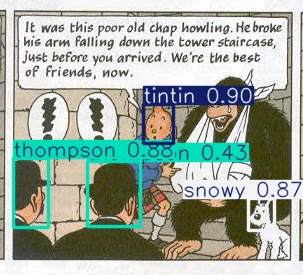 It was this poor old chap howling. He broke
his arm falling down the tower staircase,
just before you arrived. We're the best
of friends, now.
tintin 0.90
thompson 0.88
n 0.43
snowy 0.87